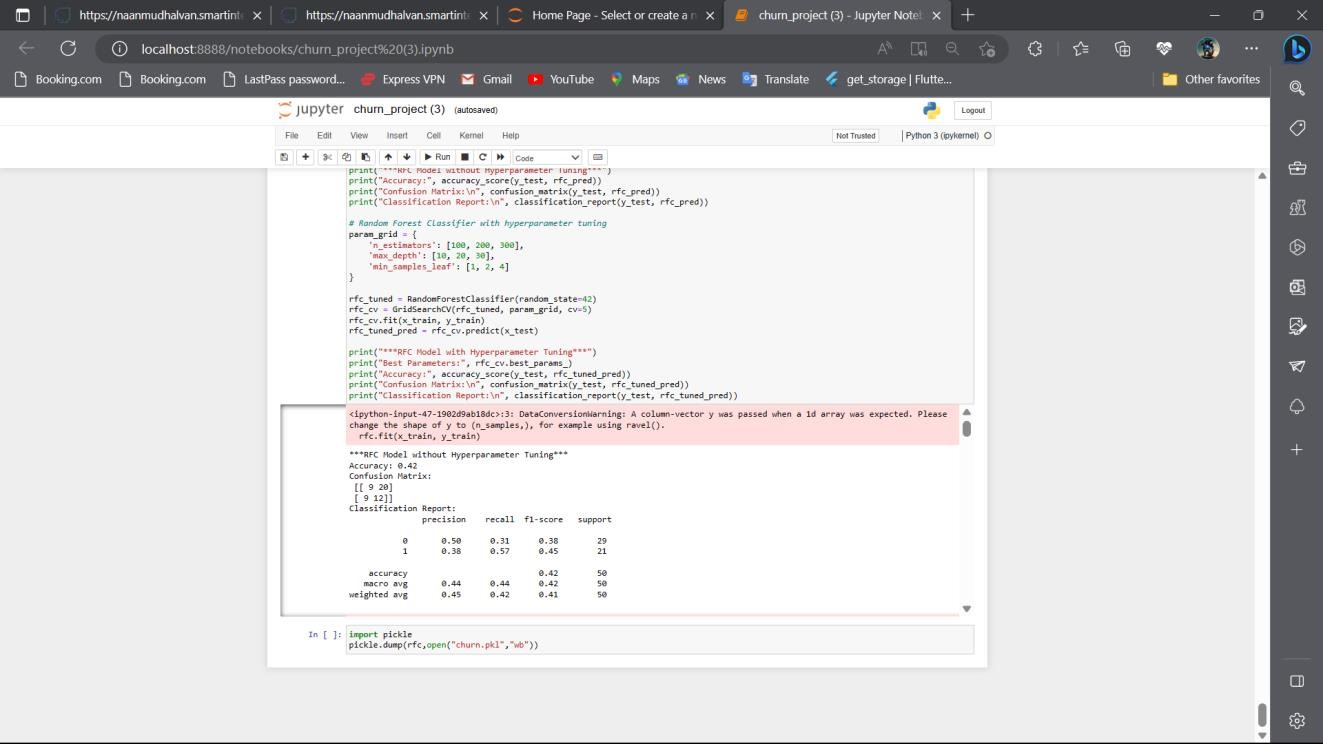 https://naanmudhalvan.smartinte
https://naanmudhalvan.smartinte
Home Page - Select or create a n
churn_project (3) - Jupyter Note
localhost:8888/notebooks/churn_project%20(3).ipynb
Booking.com
Booking.com
LastPass password...
Express VPN
Gmail
YouTube
Maps
News
Translate
get_storage | Flutte...
Other favorites
jupyter churn_project (3) (autosaved)
Logout
File Edit View Insert Cell Kernel Help
Not Trusted
Python 3 (ipykernel)
Run
Code
print("***RFC Model without Hyperparameter Tuning***")
print("Accuracy:", accuracy_score(y_test, rfc_pred))
print("Confusion Matrix:\n", confusion_matrix(y_test, rfc_pred))
print("Classification Report:\n", classification_report(y_test, rfc_pred))
# Random Forest Classifier with hyperparameter tuning
param_grid = {
'n_estimators': [100, 200, 300],
'max_depth': [10, 20, 30],
'min_samples_leaf': [1, 2, 4]
}
rfc_tuned = RandomForestClassifier(random_state=42)
rfc_cv = GridSearchCV(rfc_tuned, param_grid, cv=5)
rfc_cv.fit(x_train, y_train)
rfc_tuned_pred = rfc_cv.predict(x_test)
print("***RFC Model with Hyperparameter Tuning***")
print("Best Parameters:", rfc_cv.best_params_)
print("Accuracy:", accuracy_score(y_test, rfc_tuned_pred))
print("Confusion Matrix:\n", confusion_matrix(y_test, rfc_tuned_pred))
print("Classification Report:\n", classification_report(y_test, rfc_tuned_pred))
<ipython-input-47-1902d9ab18dc>:3: DataConversionWarning: A column-vector y was passed when a 1d array was expected. Please
change the shape of y to (n_samples,), for example using ravel().
rfc.fit(x_train, y_train)
***RFC Model without Hyperparameter Tuning***
Accuracy: 0.42
Confusion Matrix:
[[ 9 20]
[ 9 12]]
Classification Report:
precision recall f1-score support
0 0.50 0.31 0.38 29
1 0.38 0.57 0.45 21
accuracy 0.42 50
macro avg 0.44 0.44 0.42 50
weighted avg 0.45 0.42 0.41 50
In [ ]: import pickle
pickle.dump(rfc,open("churn.pkl","wb"))